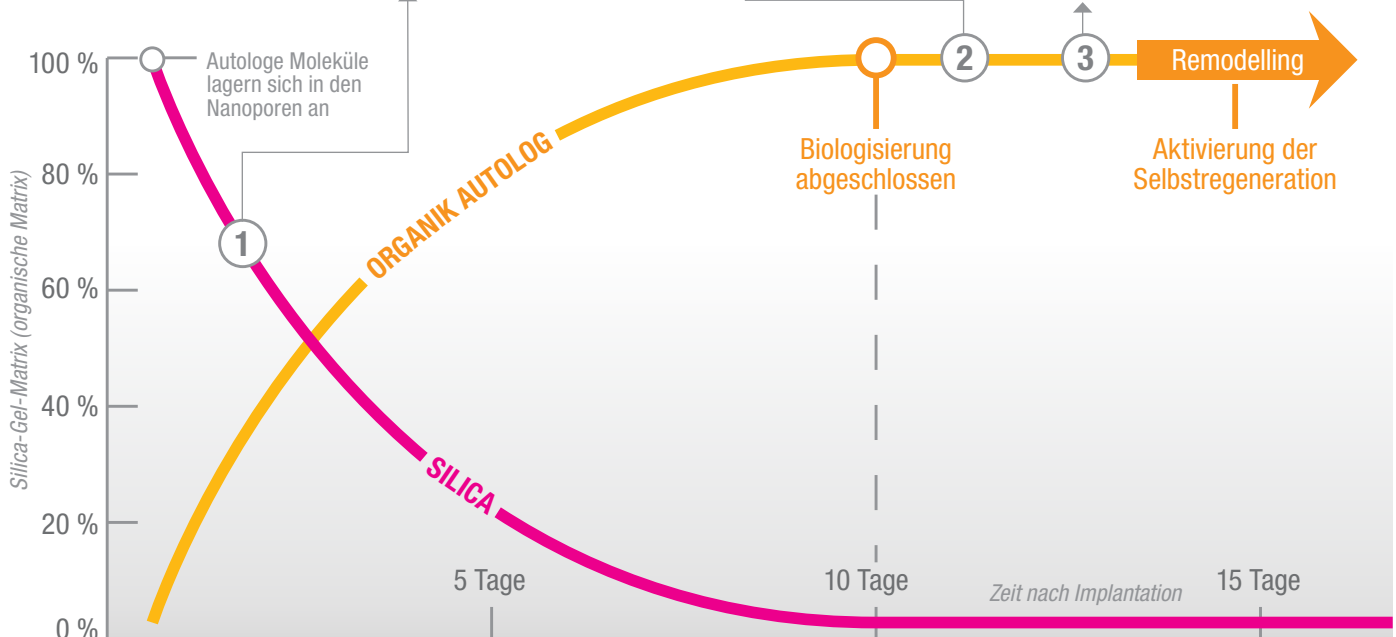 100 %
Autologe Moleküle
lagern sich in den
Nanoporen an
2
3
Remodelling
Biologisierung
abgeschlossen
Aktivierung der
Selbstregeneration
80 %
1
ORGANIK AUTOLOG
60 %
Silica-Gel-Matrix (organische Matrix)
40 %
SILICA
20 %
5 Tage
10 Tage
Zeit nach Implantation
15 Tage
0 %